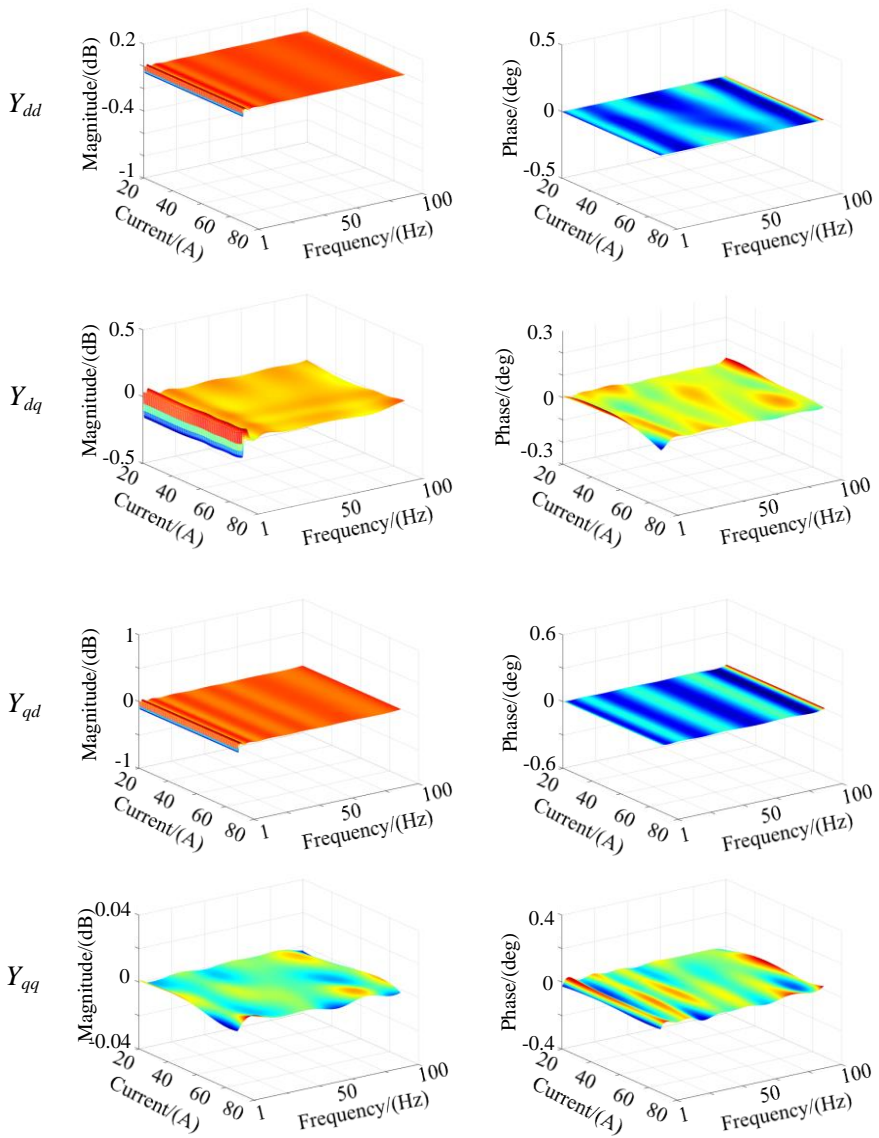 Y_dd
Magnitude/(dB)
0.2
-0.4
-1
20
40
60
80
Current/(A)
1
50
100
Frequency/(Hz)
Phase/(deg)
0.5
0
-0.5
20
40
60
80
Current/(A)
1
50
100
Frequency/(Hz)
Y_dq
Magnitude/(dB)
0.5
0
-0.5
20
40
60
80
Current/(A)
1
50
100
Frequency/(Hz)
Phase/(deg)
0.3
0
-0.3
20
40
60
80
Current/(A)
1
50
100
Frequency/(Hz)
Y_qd
Magnitude/(dB)
1
0
-1
20
40
60
80
Current/(A)
1
50
100
Frequency/(Hz)
Phase/(deg)
0.6
0
-0.6
20
40
60
80
Current/(A)
1
50
100
Frequency/(Hz)
Y_qq
Magnitude/(dB)
0.04
0
-0.04
20
40
60
80
Current/(A)
1
50
100
Frequency/(Hz)
Phase/(deg)
0.4
0
-0.4
20
40
60
80
Current/(A)
1
50
100
Frequency/(Hz)